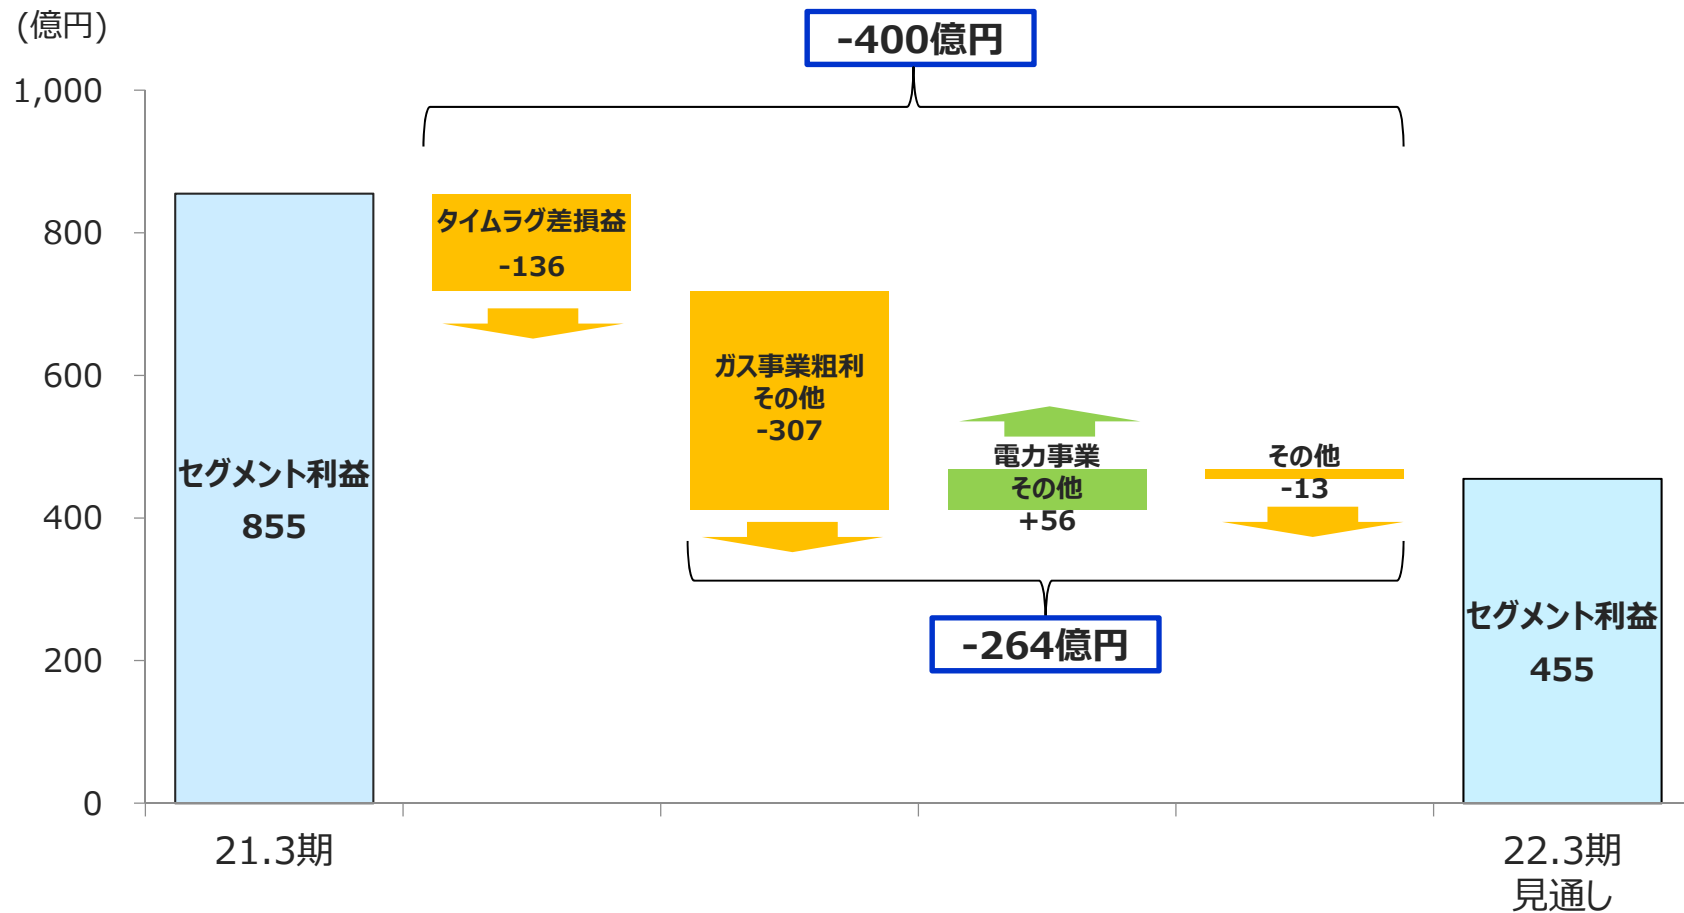 (億円)
-400億円
1,000
800
600
400
200
0
セグメント利益
855
タイムラグ差損益
-136
ガス事業粗利
その他
-307
電力事業
その他
+56
その他
-13
-264億円
セグメント利益
455
21.3期
22.3期
見通し